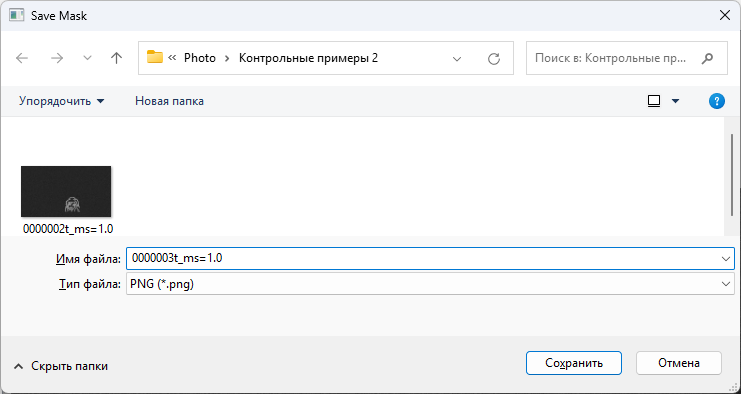 Save Mask
« Photo > Контрольные примеры 2
Поиск в: Контрольные пр...
Упорядочить
Новая папка
?
0000002t_ms=1.0
Имя файла: 0000003t_ms=1.0
Тип файла: PNG (*.png)
Скрыть папки
Сохранить
Отмена